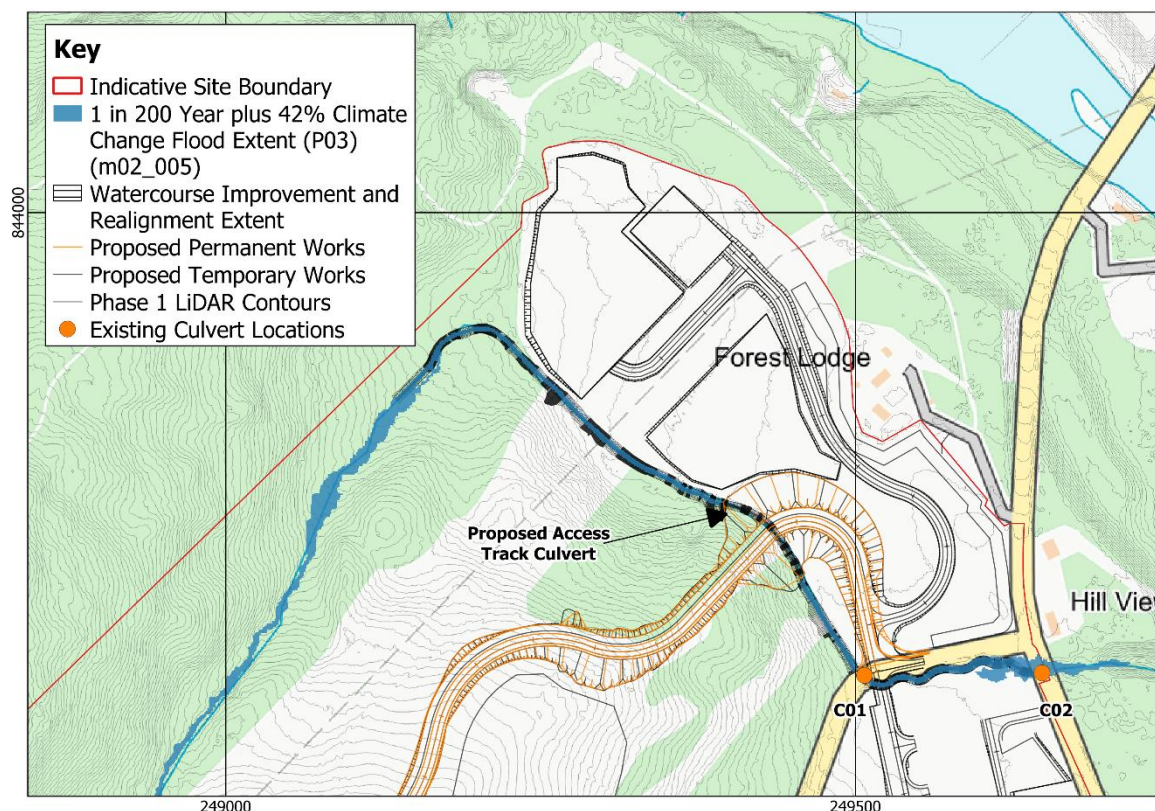 Key
Indicative Site Boundary
1 in 200 Year plus 42% Climate
Change Flood Extent (P03)
(m02_005)
Watercourse Improvement and
Realignment Extent
Proposed Permanent Works
Proposed Temporary Works
Phase 1 LiDAR Contours
Existing Culvert Locations
844000
Forest Lodge
Proposed Access
Track Culvert
Hill View
C01
C02
249000
249500